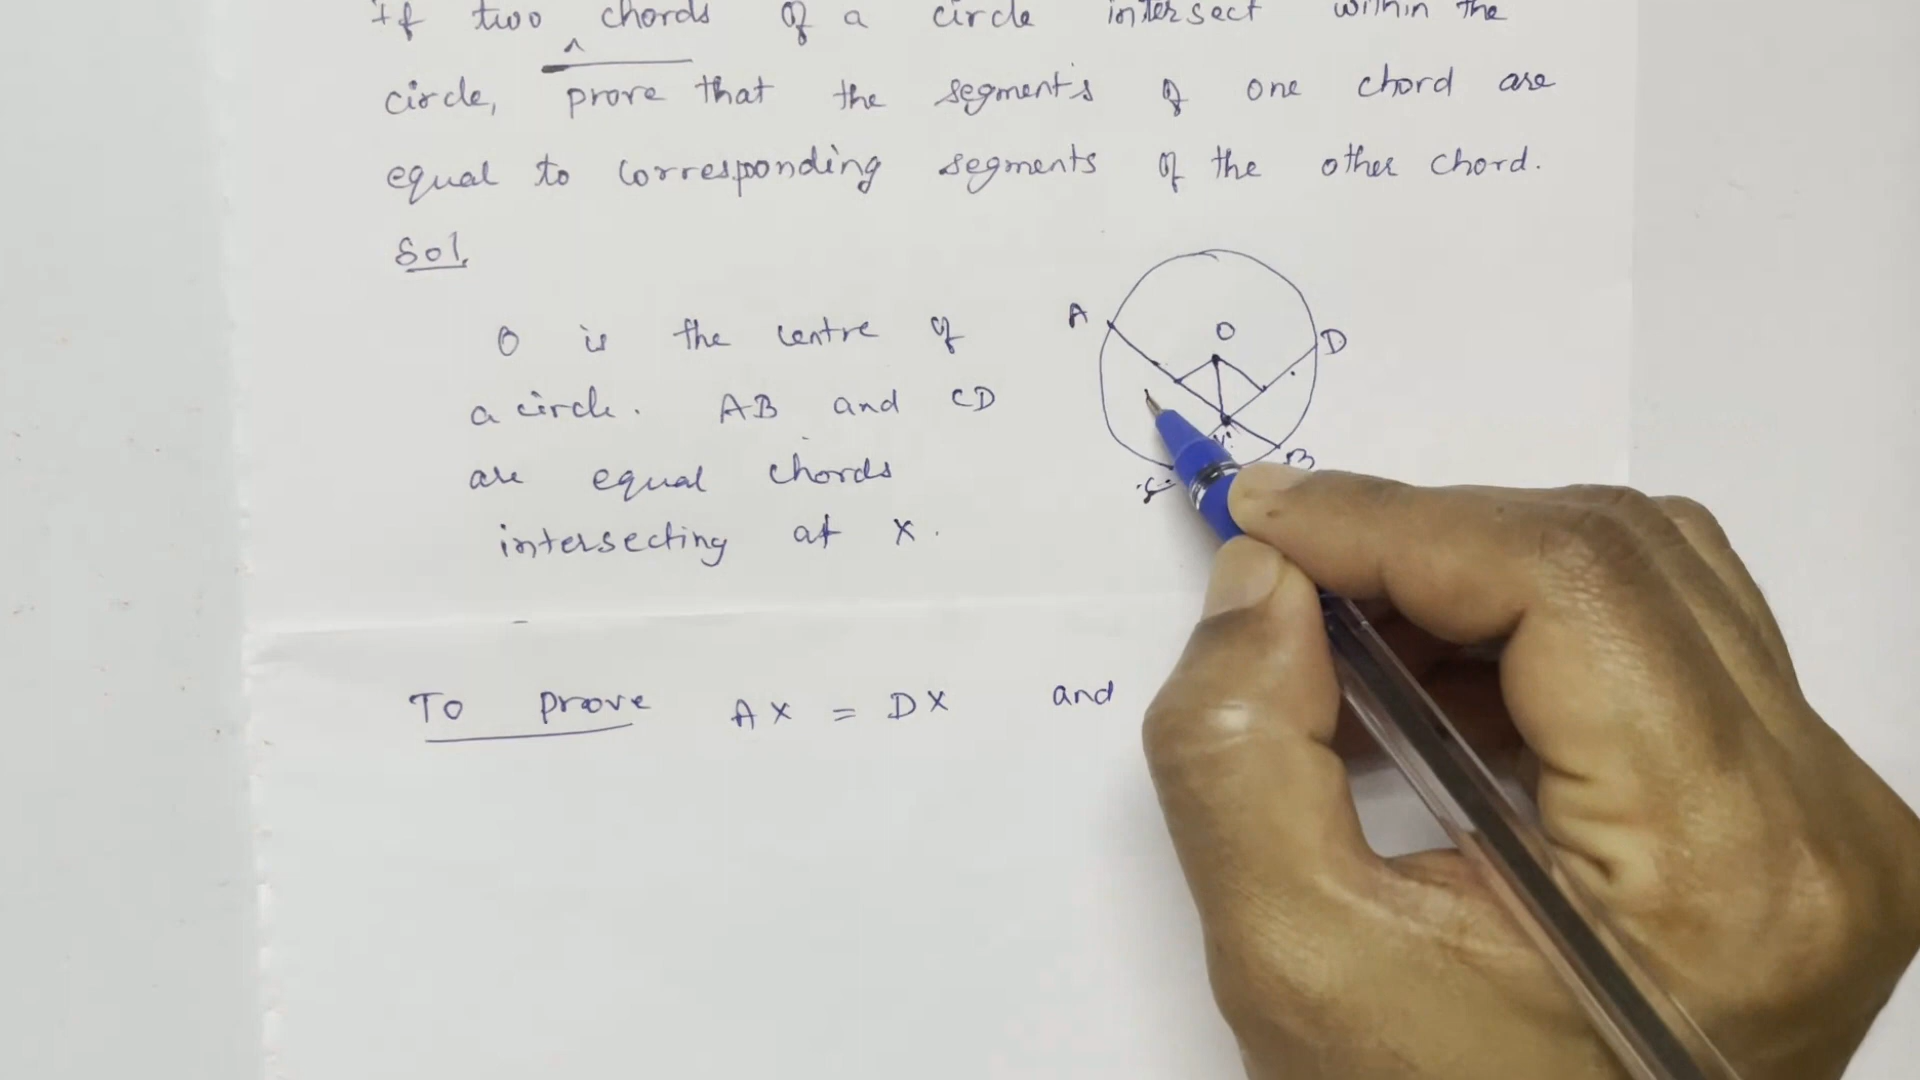 If two chords of a circle intersect within the
^
circle, prove that the segments of one chord are
equal to corresponding segments of the other chord.
Sol.
O is the centre of
a circle. AB and CD
are equal chords
intersecting at X.
A
O
D
B
C
To prove AX = DX and